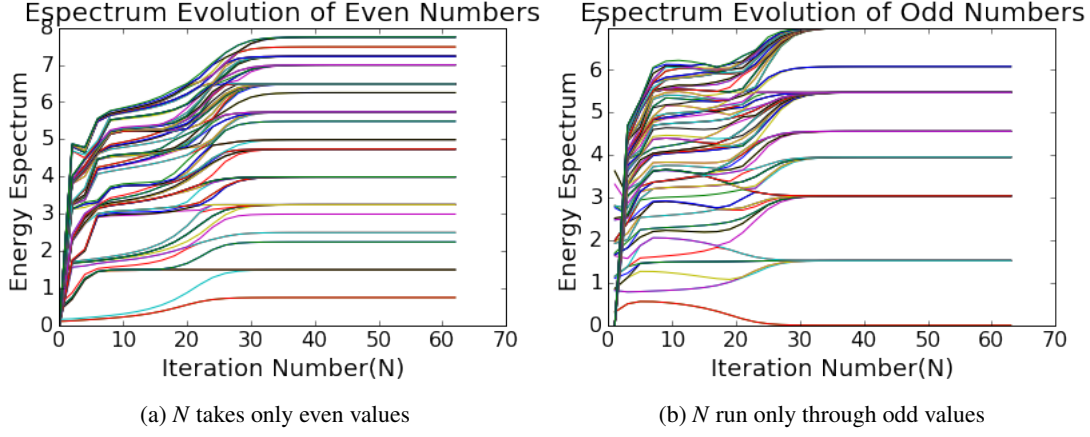 Espectrum Evolution of Even Numbers
8
7
6
5
4
3
2
1
0
Energy Espectrum
0 10 20 30 40 50 60 70
Iteration Number(N)
(a) N takes only even values
Espectrum Evolution of Odd Numbers
7
6
5
4
3
2
1
0
Energy Espectrum
0 10 20 30 40 50 60 70
Iteration Number(N)
(b) N run only through odd values